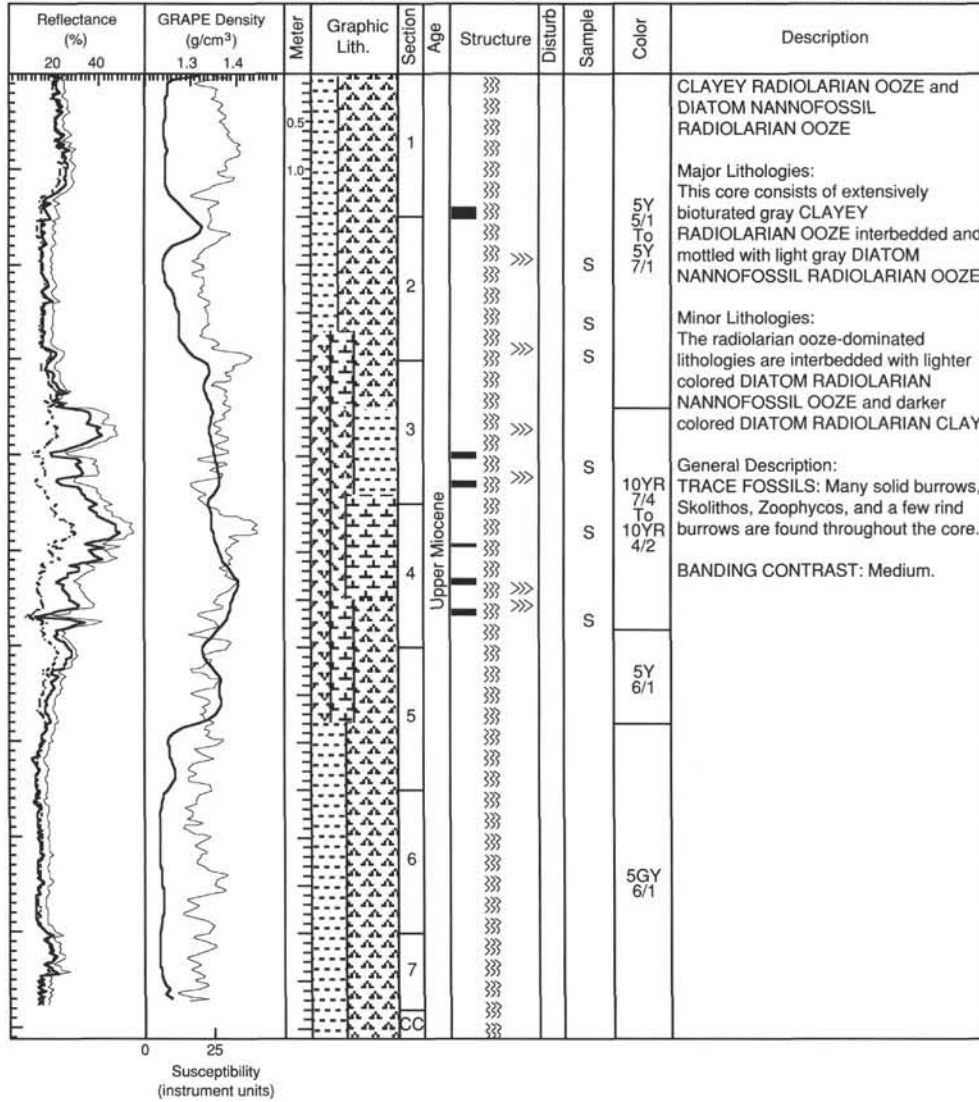 Reflectance
(%)
20 40
GRAPE Density
(g/cm³)
1.3 1.4
Meter
Graphic
Lith.
Section
Age
Structure
Disturb
Sample
Color
Description
0.5
1.0
1
2
3
4
5
6
7
CC
Upper Miocene
S
S
S
S
S
S
5Y
5/1
To
5Y
7/1
10YR
7/4
To
10YR
4/2
5Y
6/1
5GY
6/1
CLAYEY RADIOLARIAN OOZE and
DIATOM NANNOFOSSIL
RADIOLARIAN OOZE
Major Lithologies:
This core consists of extensively
bioturated gray CLAYEY
RADIOLARIAN OOZE interbedded and
mottled with light gray DIATOM
NANNOFOSSIL RADIOLARIAN OOZE
Minor Lithologies:
The radiolarian ooze-dominated
lithologies are interbedded with lighter
colored DIATOM RADIOLARIAN
NANNOFOSSIL OOZE and darker
colored DIATOM RADIOLARIAN CLAY
General Description:
TRACE FOSSILS: Many solid burrows,
Skolithos, Zoophycos, and a few rind
burrows are found throughout the core.
BANDING CONTRAST: Medium.
0 25
Susceptibility
(instrument units)